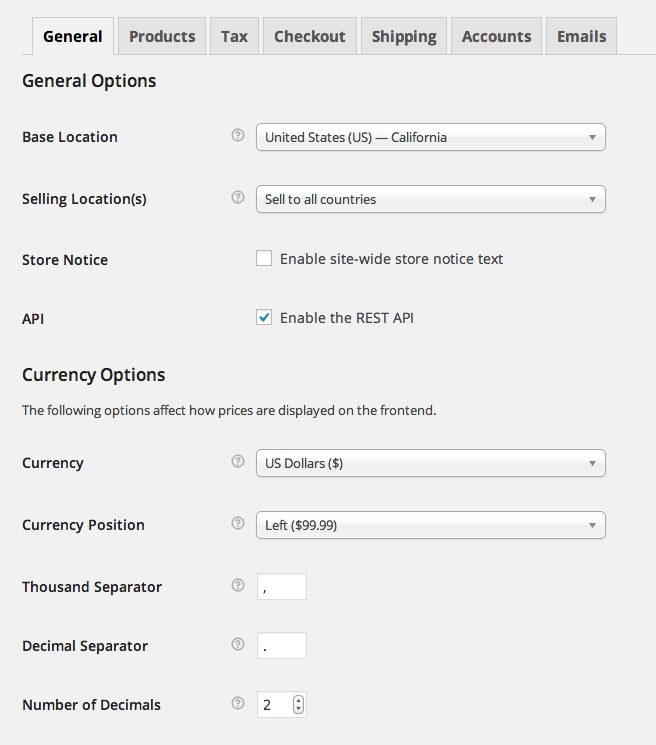 General Products Tax Checkout Shipping Accounts Emails
General Options
Base Location ? United States (US) — California
Selling Location(s) ? Sell to all countries
Store Notice Enable site-wide store notice text
API Enable the REST API
Currency Options
The following options affect how prices are displayed on the frontend.
Currency ? US Dollars ($)
Currency Position ? Left ($99.99)
Thousand Separator ? ,
Decimal Separator ? .
Number of Decimals ? 2